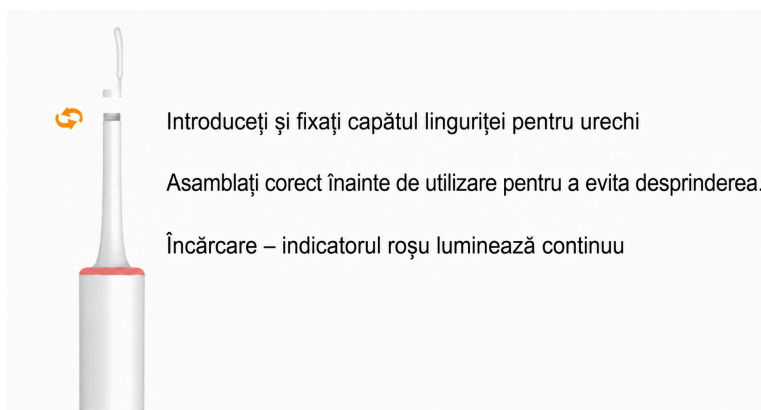 Introduceți și fixați capătul linguriței pentru urechi
Asamblați corect înainte de utilizare pentru a evita desprinderea.
Încărcare – indicatorul roșu luminează continuu